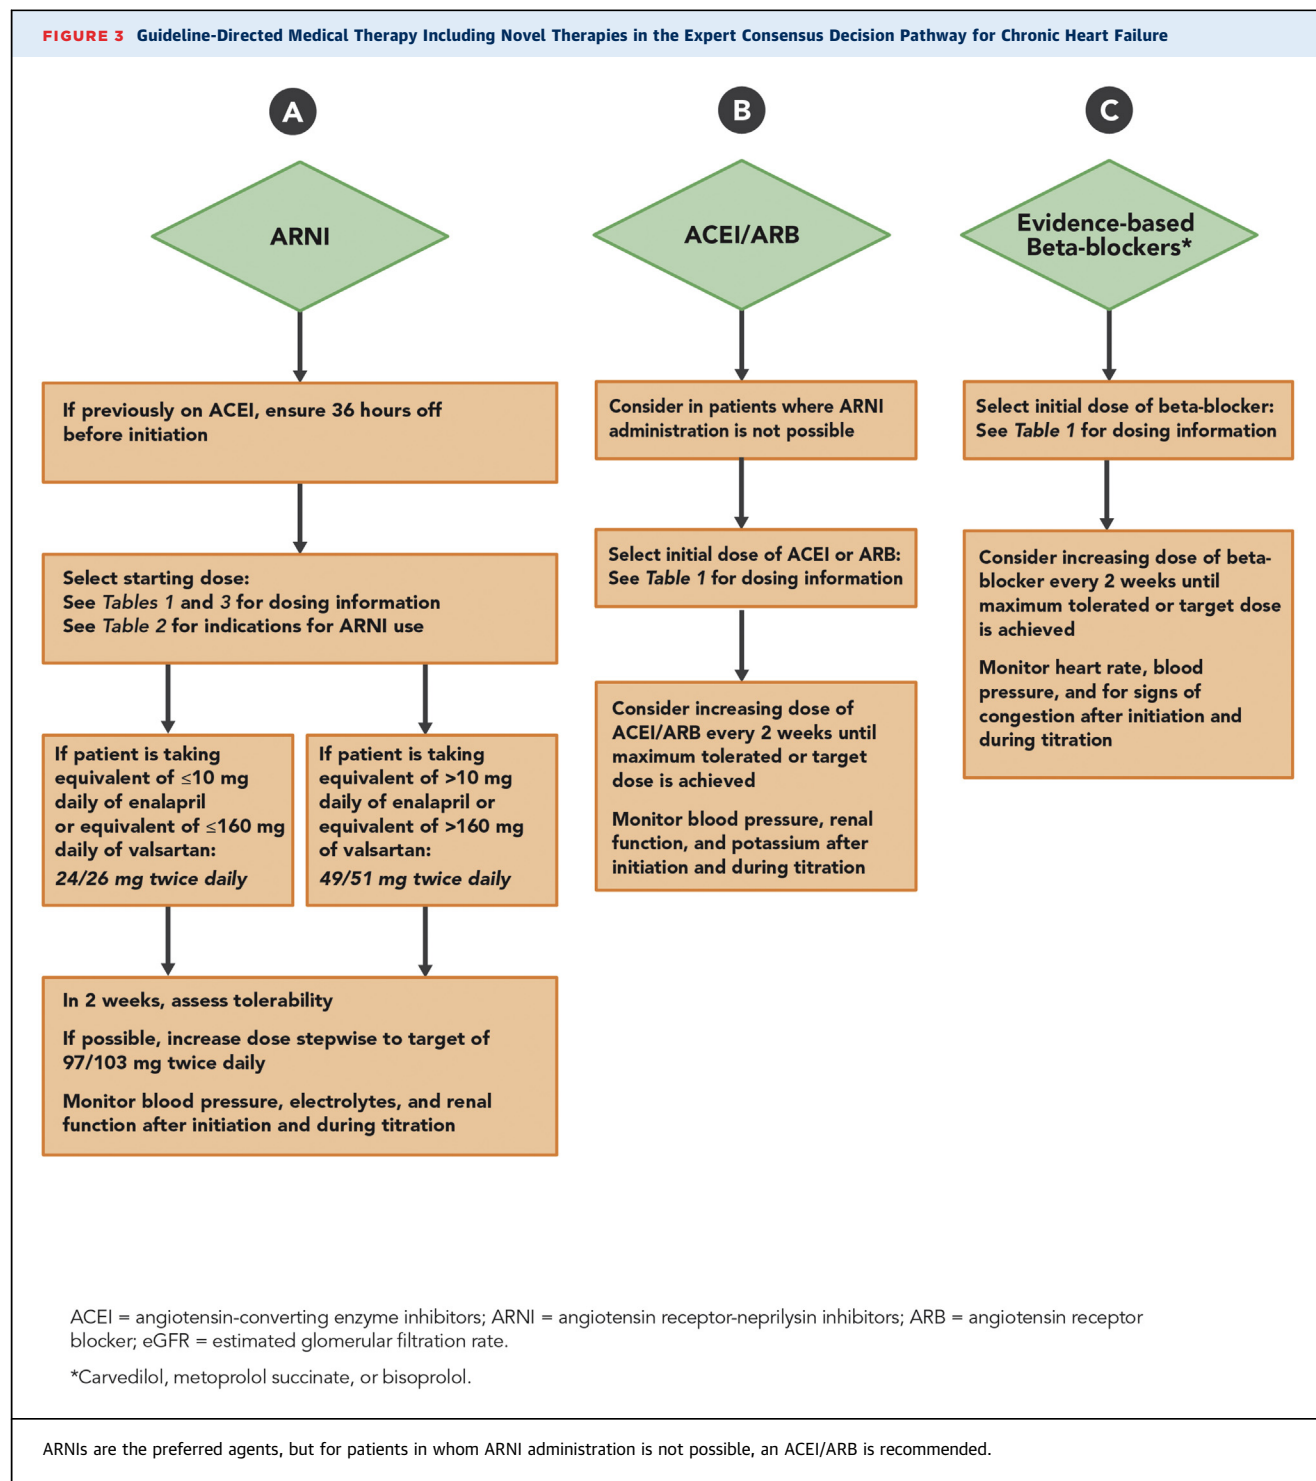 FIGURE 3 Guideline-Directed Medical Therapy Including Novel Therapies in the Expert Consensus Decision Pathway for Chronic Heart Failure
A
ARNI
If previously on ACEI, ensure 36 hours off
before initiation
Select starting dose:
See Tables 1 and 3 for dosing information
See Table 2 for indications for ARNI use
If patient is taking
equivalent of ≤10 mg
daily of enalapril
or equivalent of ≤160 mg
daily of valsartan:
24/26 mg twice daily
If patient is taking
equivalent of >10 mg
daily of enalapril or
equivalent of >160 mg
of valsartan:
49/51 mg twice daily
In 2 weeks, assess tolerability
If possible, increase dose stepwise to target of
97/103 mg twice daily
Monitor blood pressure, electrolytes, and renal
function after initiation and during titration
B
ACEI/ARB
Consider in patients where ARNI
administration is not possible
Select initial dose of ACEI or ARB:
See Table 1 for dosing information
Consider increasing dose of
ACEI/ARB every 2 weeks until
maximum tolerated or target
dose is achieved
Monitor blood pressure, renal
function, and potassium after
initiation and during titration
C
Evidence-based
Beta-blockers*
Select initial dose of beta-blocker:
See Table 1 for dosing information
Consider increasing dose of beta-
blocker every 2 weeks until
maximum tolerated or target dose
is achieved
Monitor heart rate, blood
pressure, and for signs of
congestion after initiation and
during titration
ACEI = angiotensin-converting enzyme inhibitors; ARNI = angiotensin receptor-neprilysin inhibitors; ARB = angiotensin receptor
blocker; eGFR = estimated glomerular filtration rate.
*Carvedilol, metoprolol succinate, or bisoprolol.
ARNIs are the preferred agents, but for patients in whom ARNI administration is not possible, an ACEI/ARB is recommended.